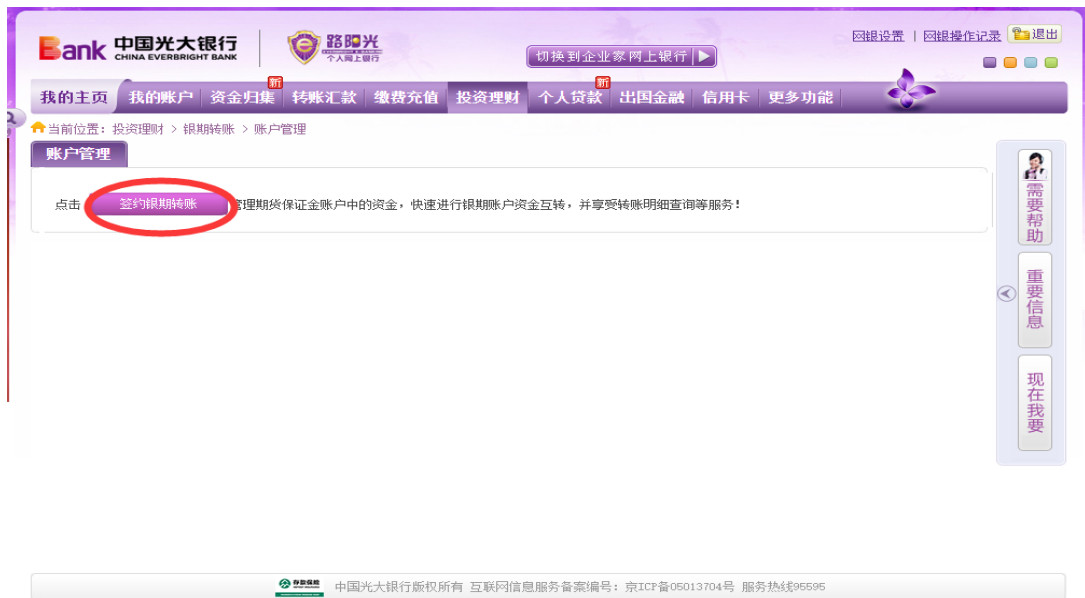 Bank 中国光大银行 CHINA EVERBRIGHT BANK
阳光 个人网上银行
切换到企业家网上银行
网银设置 | 网银操作记录 退出
新 新
我的主页 我的账户 资金归集 转账汇款 缴费充值 投资理财 个人贷款 出国金融 信用卡 更多功能
当前位置：投资理财 > 银期转账 > 账户管理
账户管理
点击 签约银期转账 管理期货保证金账户中的资金，快速进行银期账户资金互转，并享受转账明细查询等服务！
需要帮助
重要信息
现在我要
存款保险 中国光大银行版权所有 互联网信息服务备案编号：京ICP备05013704号 服务热线95595